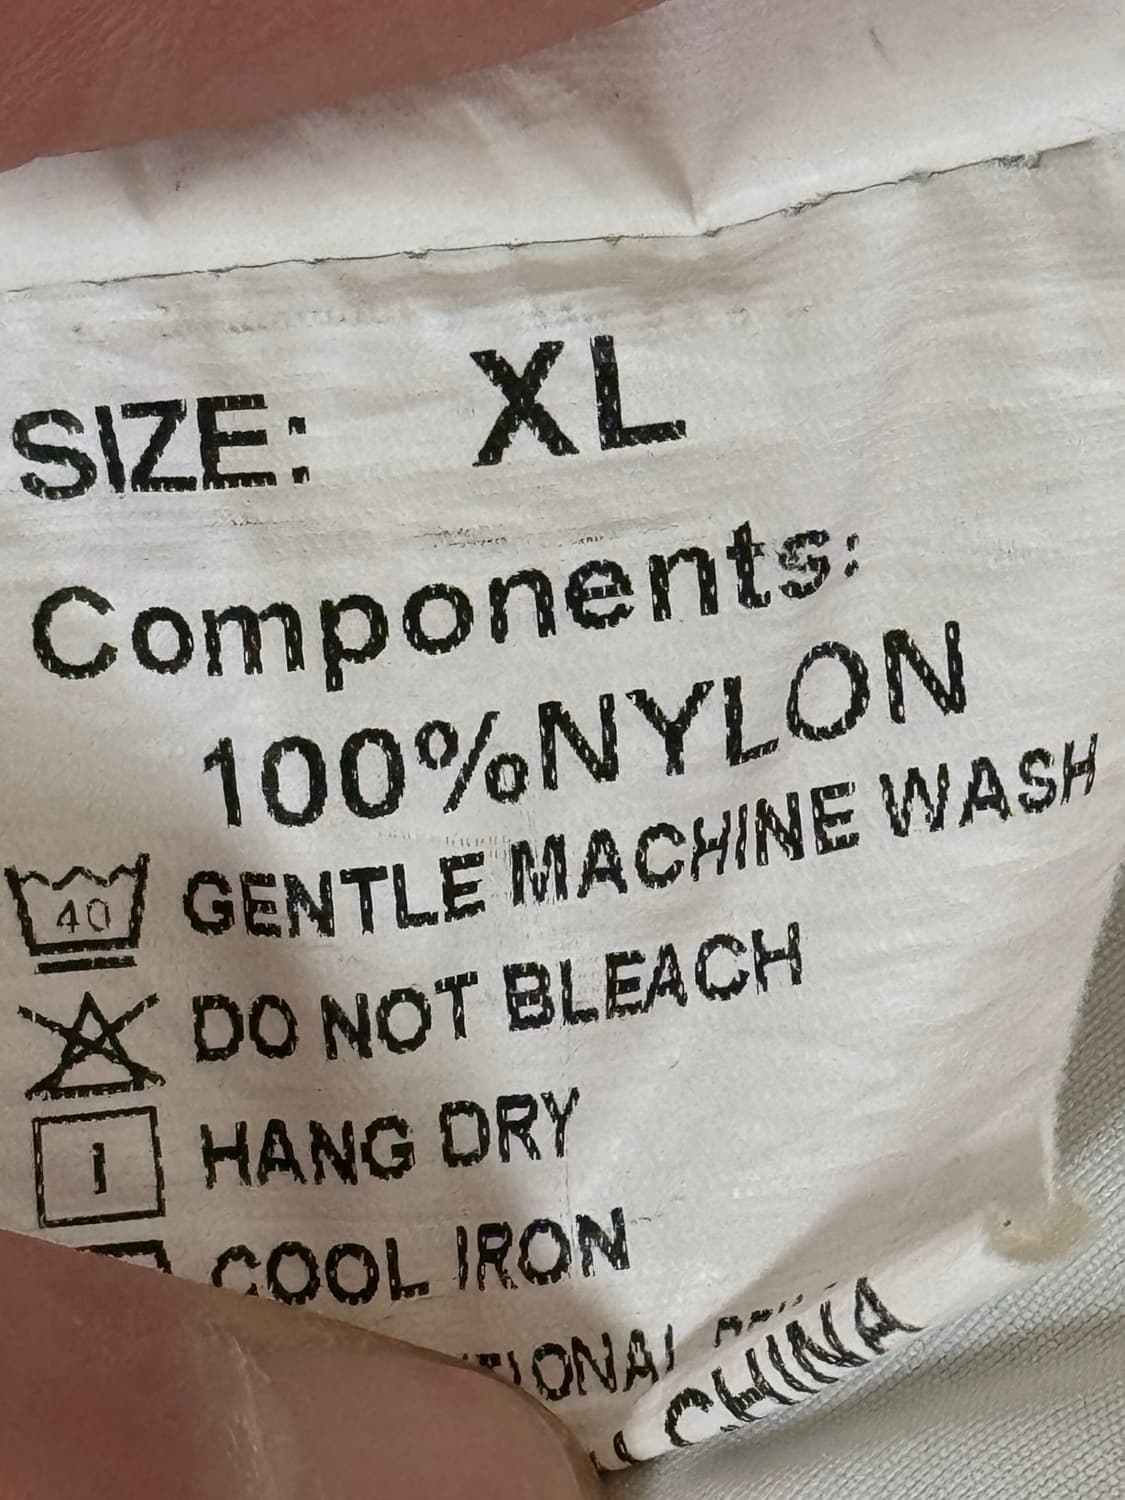 SIZE: XL
Components:
100%NYLON
40 GENTLE MACHINE WASH
DO NOT BLEACH
HANG DRY
COOL IRON
CHINA